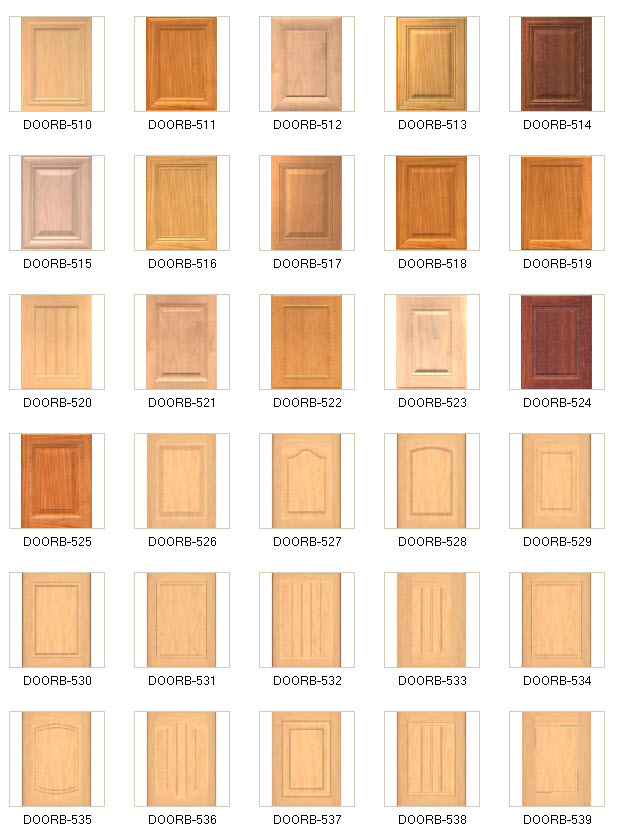 DOORB-510 DOORB-511 DOORB-512 DOORB-513 DOORB-514
DOORB-515 DOORB-516 DOORB-517 DOORB-518 DOORB-519
DOORB-520 DOORB-521 DOORB-522 DOORB-523 DOORB-524
DOORB-525 DOORB-526 DOORB-527 DOORB-528 DOORB-529
DOORB-530 DOORB-531 DOORB-532 DOORB-533 DOORB-534
DOORB-535 DOORB-536 DOORB-537 DOORB-538 DOORB-539